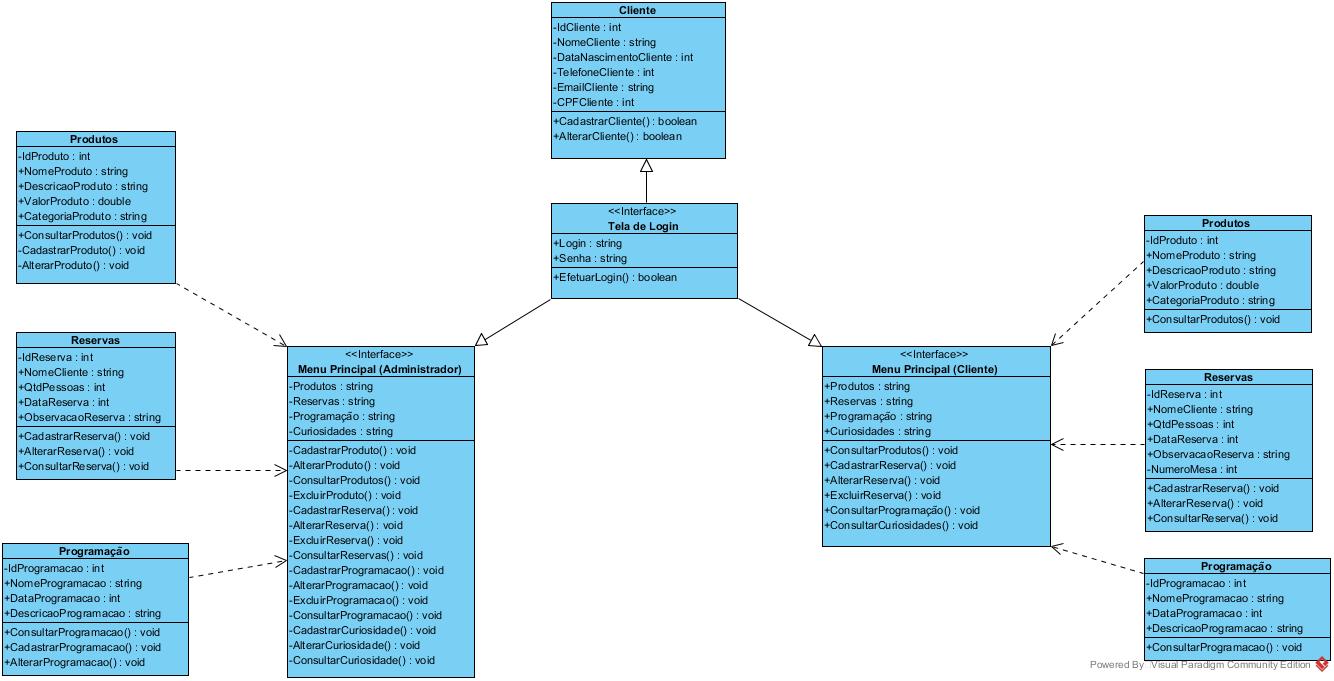 Cliente
-IdCliente : int
-NomeCliente : string
-DataNascimentoCliente : int
-TelefoneCliente : int
-EmailCliente : string
-CPFCliente : int
+CadastrarCliente() : boolean
+AlterarCliente() : boolean
<<Interface>>
Tela de Login
+Login : string
+Senha : string
+EfetuarLogin() : boolean
Produtos
-IdProduto : int
+NomeProduto : string
+DescricaoProduto : string
+ValorProduto : double
+CategoriaProduto : string
+ConsultarProdutos() : void
-CadastrarProduto() : void
-AlterarProduto() : void
Reservas
-IdReserva : int
+NomeCliente : string
+QtdPessoas : int
+DataReserva : int
+ObservacaoReserva : string
+CadastrarReserva() : void
+AlterarReserva() : void
+ConsultarReserva() : void
Programação
-IdProgramacao : int
+NomeProgramacao : string
+DataProgramacao : int
+DescricaoProgramacao : string
+ConsultarProgramacao() : void
+CadastrarProgramacao() : void
+AlterarProgramacao() : void
<<Interface>>
Menu Principal (Administrador)
-Produtos : string
-Reservas : string
-Programação : string
-Curiosidades : string
-CadastrarProduto() : void
-AlterarProduto() : void
-ConsultarProdutos() : void
-ExcluirProduto() : void
-CadastrarReserva() : void
-AlterarReserva() : void
-ExcluirReserva() : void
-ConsultarReservas() : void
-CadastrarProgramacao() : void
-AlterarProgramacao() : void
-ExcluirProgramacao() : void
-ConsultarProgramacao() : void
-CadastrarCuriosidade() : void
-AlterarCuriosidade() : void
-ConsultarCuriosidade() : void
<<Interface>>
Menu Principal (Cliente)
+Produtos : string
+Reservas : string
+Programação : string
+Curiosidades : string
+ConsultarProdutos() : void
+CadastrarReserva() : void
+AlterarReserva() : void
+ExcluirReserva() : void
+ConsultarProgramação() : void
+ConsultarCuriosidades() : void
Produtos
-IdProduto : int
+NomeProduto : string
+DescricaoProduto : string
+ValorProduto : double
+CategoriaProduto : string
+ConsultarProdutos() : void
Reservas
-IdReserva : int
+NomeCliente : string
+QtdPessoas : int
+DataReserva : int
+ObservacaoReserva : string
-NumeroMesa : int
+CadastrarReserva() : void
+AlterarReserva() : void
+ConsultarReserva() : void
Programação
-IdProgramacao : int
+NomeProgramacao : string
+DataProgramacao : int
+DescricaoProgramacao : string
+ConsultarProgramacao() : void
Powered By Visual Paradigm Community Edition